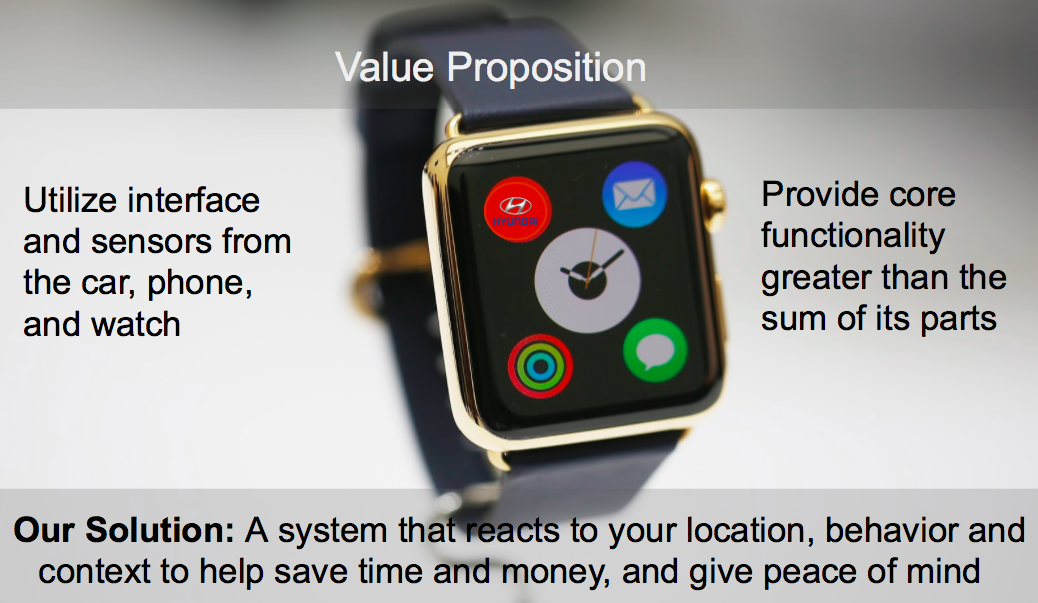 Value Proposition
Utilize interface
and sensors from
the car, phone,
and watch
HYUNDAI
Provide core
functionality
greater than the
sum of its parts
Our Solution: A system that reacts to your location, behavior and
context to help save time and money, and give peace of mind